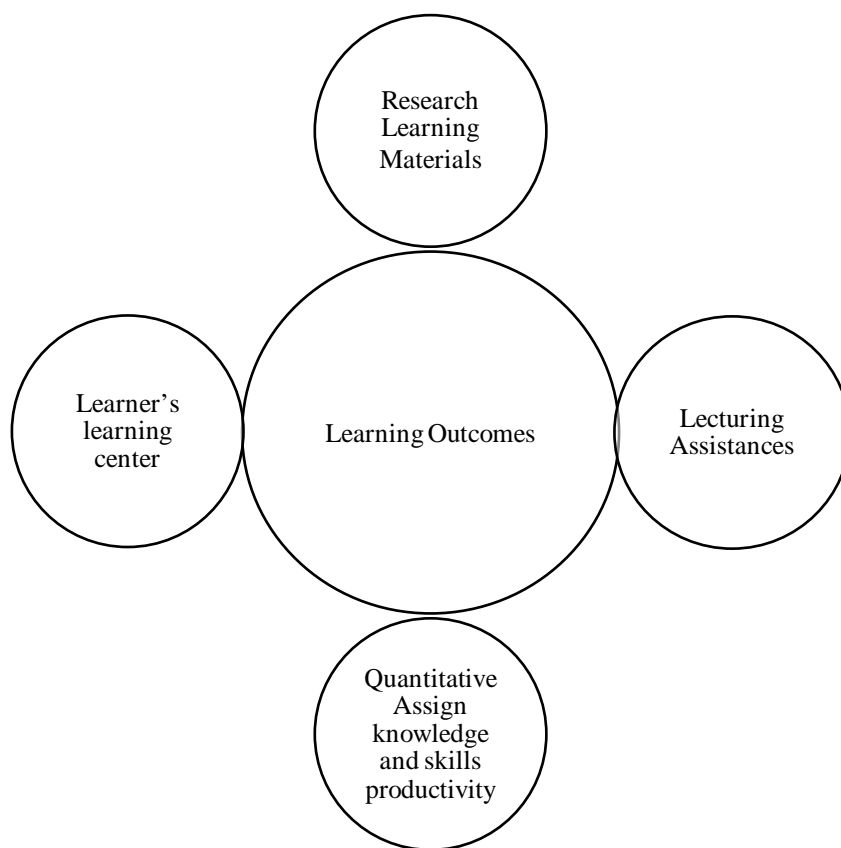 Research
Learning
Materials
Learner’s
learning
center
Learning Outcomes
Lecturing
Assistances
Quantitative
Assign
knowledge
and skills
productivity